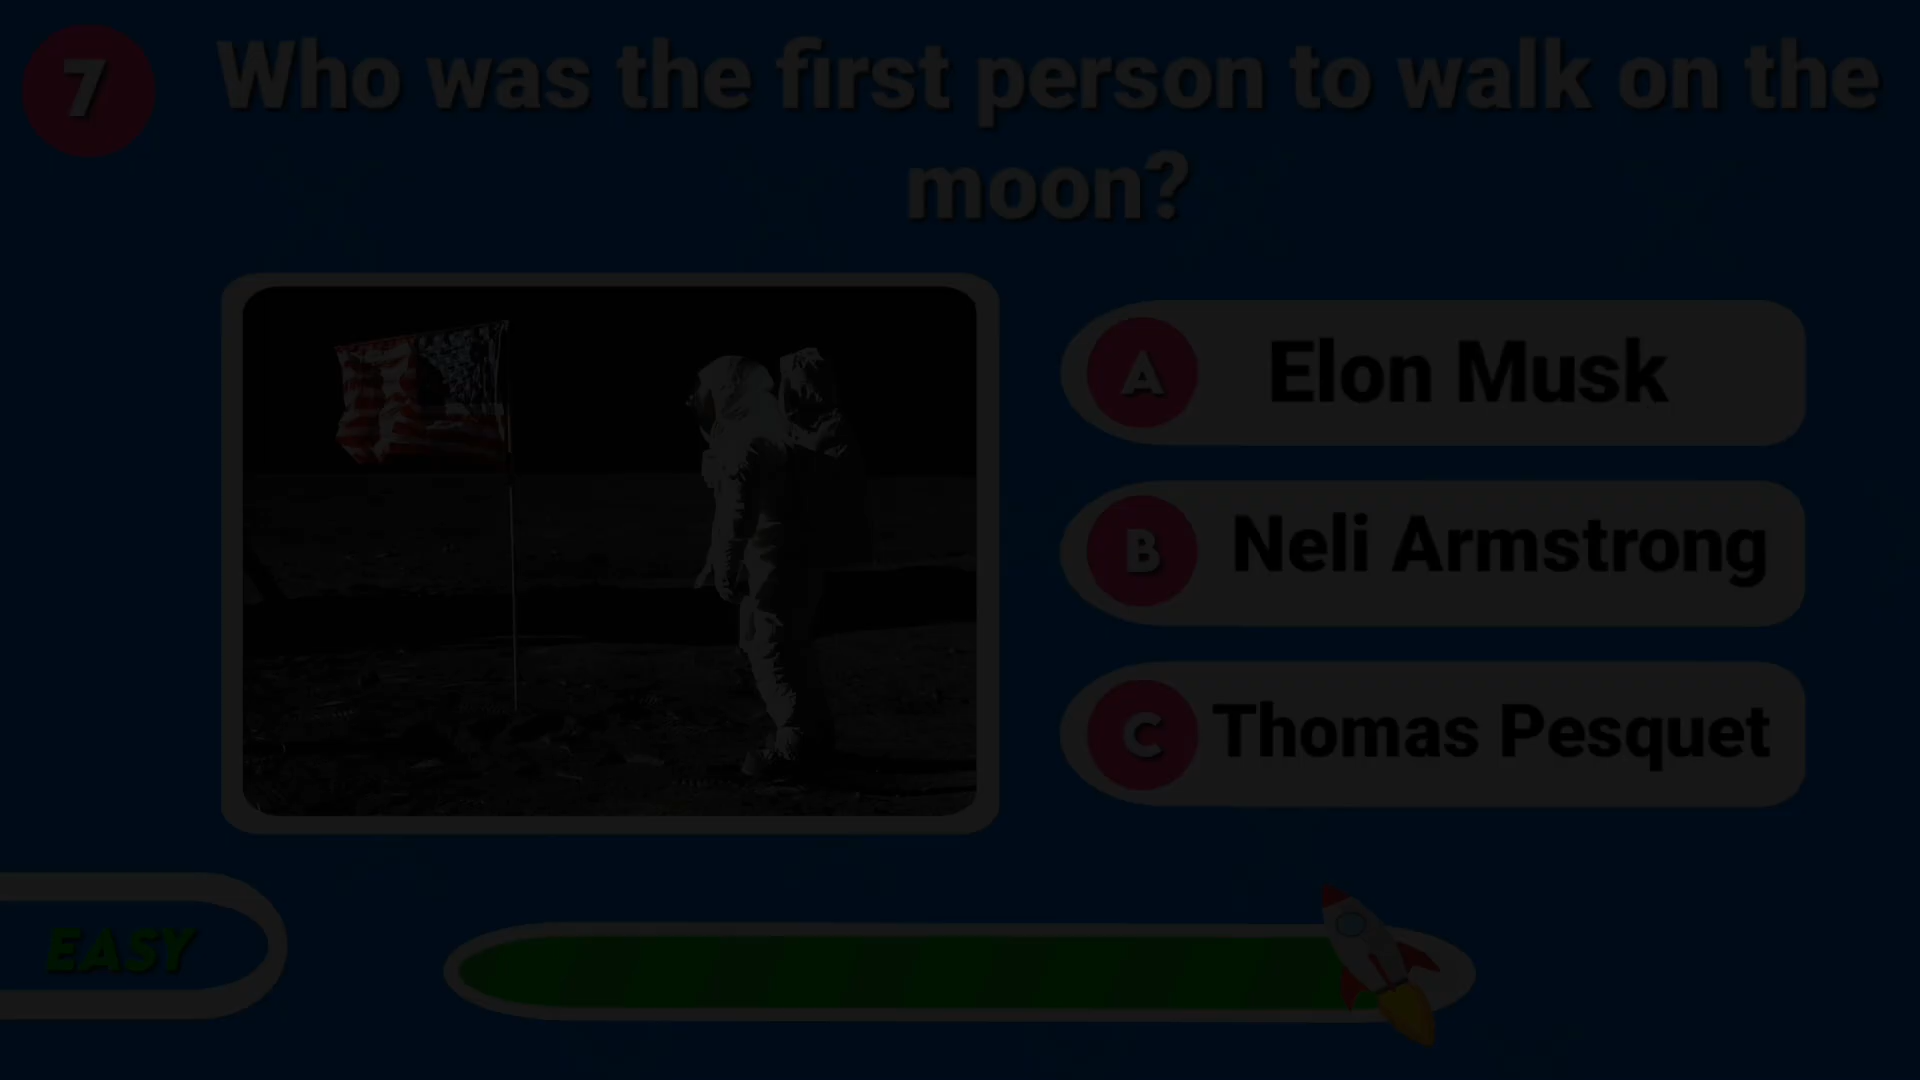 7
Who was the first person to walk on the
moon?
A Elon Musk
B Neli Armstrong
C Thomas Pesquet
EASY